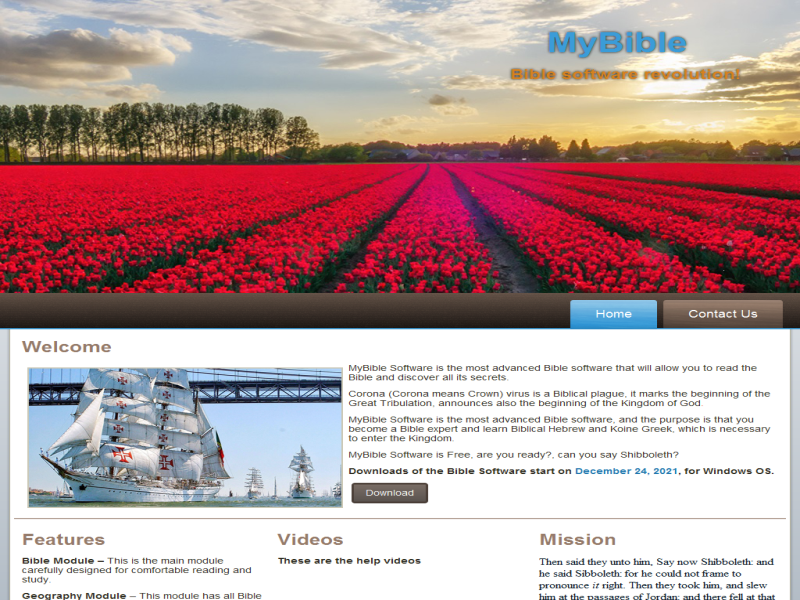 MyBible
Bible software revolution!
Home
Contact Us
Welcome
MyBible Software is the most advanced Bible software that will allow you to read the
Bible and discover all its secrets.
Corona (Corona means Crown) virus is a Biblical plague, it marks the beginning of the
Great Tribulation, announces also the beginning of the Kingdom of God.
MyBible Software is the most advanced Bible software, and the purpose is that you
become a Bible expert and learn Biblical Hebrew and Koine Greek, which is necessary
to enter the Kingdom.
MyBible Software is Free, are you ready?, can you say Shibboleth?
Downloads of the Bible Software start on December 24, 2021, for Windows OS.
Download
Features
Bible Module – This is the main module
carefully designed for comfortable reading and
study.
Geography Module – This module has all Bible
Videos
These are the help videos
Mission
Then said they unto him, Say now Shibboleth: and
he said Sibboleth: for he could not frame to
pronounce it right. Then they took him, and slew
him at the passages of Jordan: and there fell at that